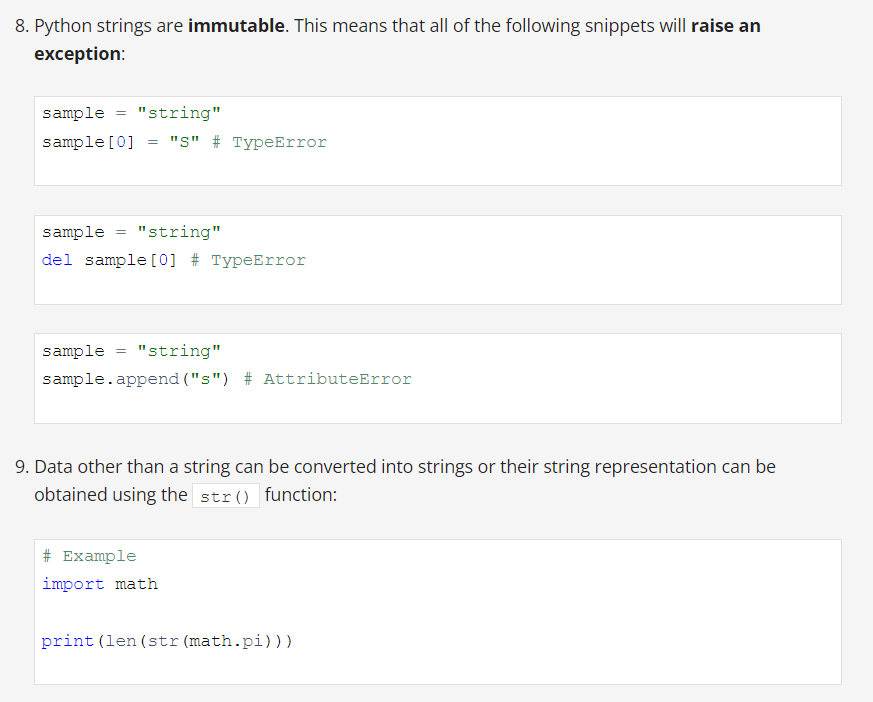 8. Python strings are immutable. This means that all of the following snippets will raise an
exception:
sample = "string"
sample[0] = "S" # TypeError
sample = "string"
del sample[0] # TypeError
sample = "string"
sample.append("s") # AttributeError
9. Data other than a string can be converted into strings or their string representation can be
obtained using the str() function:
# Example
import math
print(len(str(math.pi)))